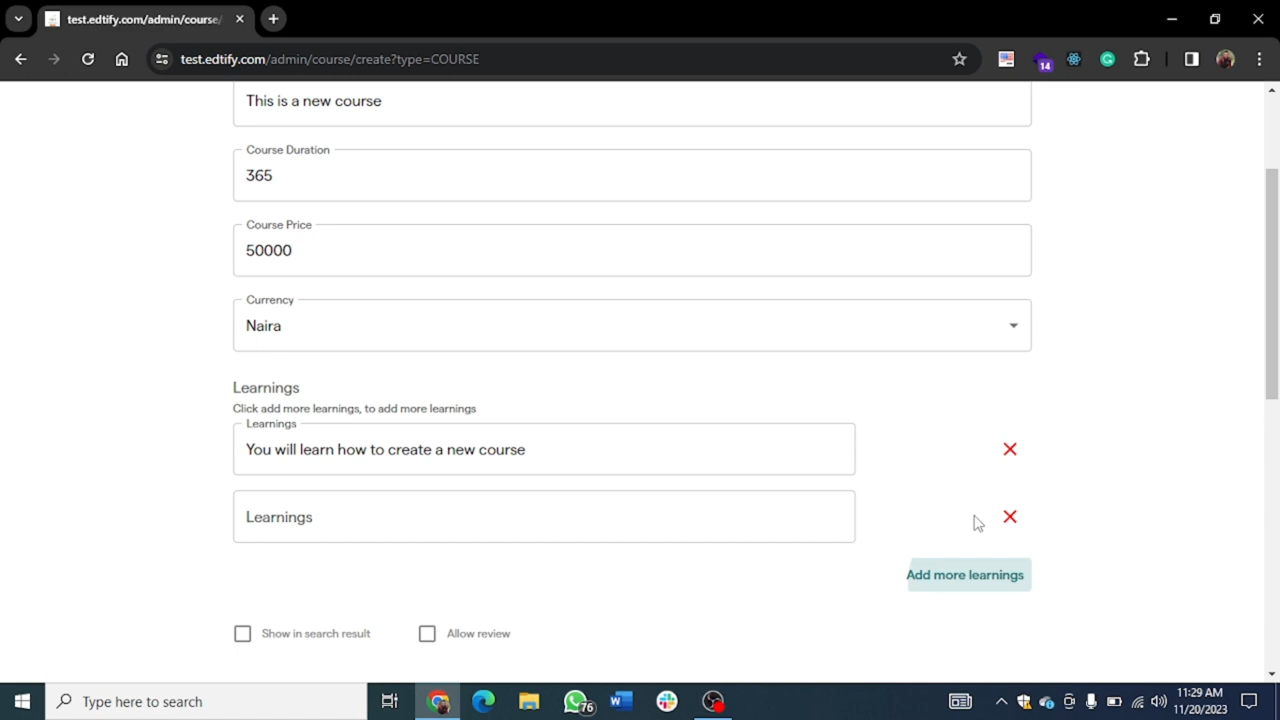 test.edtify.com/admin/course/
test.edtify.com/admin/course/create?type=COURSE
14
This is a new course
Course Duration
365
Course Price
50000
Currency
Naira
Learnings
Click add more learnings, to add more learnings
Learnings
You will learn how to create a new course
Learnings
Add more learnings
Show in search result
Allow review
Type here to search
76
11:29 AM
11/20/2023